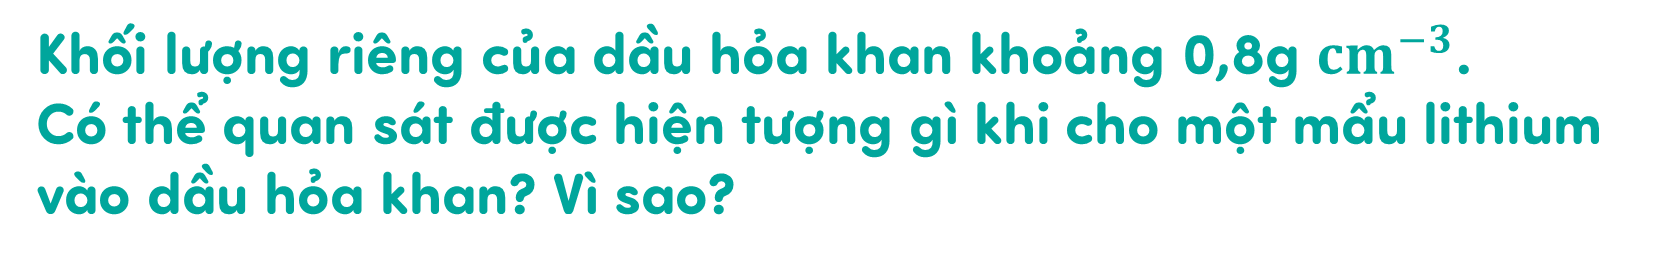 Khối lượng riêng của dầu hỏa khan khoảng 0,8g cm⁻³.
Có thể quan sát được hiện tượng gì khi cho một mẩu lithium
vào dầu hỏa khan? Vì sao?